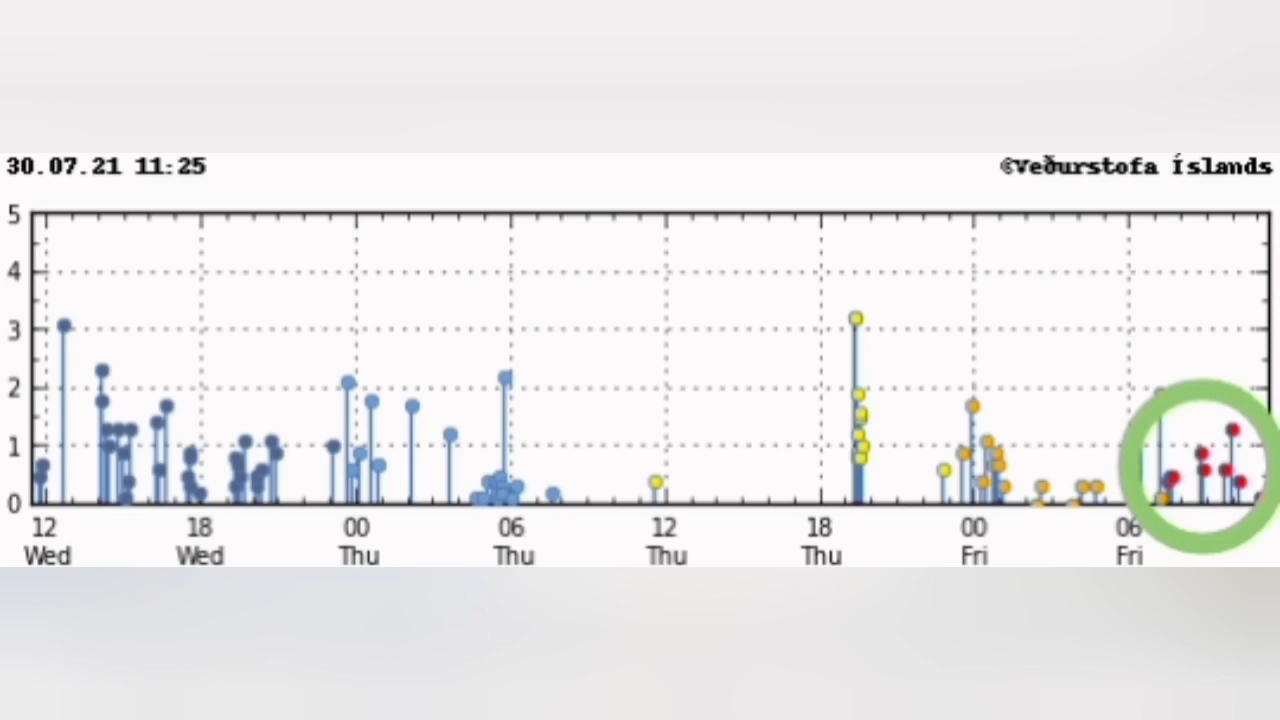 30.07.21 11:25 ©Veðurstofa Íslands
5
4
3
2
1
0
12 18 00 06 12 18 00 06
Wed Wed Thu Thu Thu Thu Fri Fri